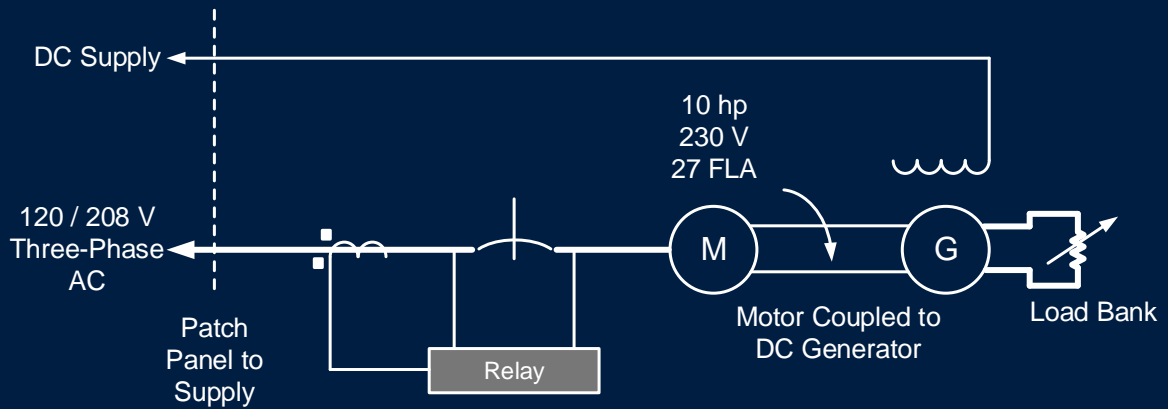 DC Supply
10 hp
230 V
27 FLA
120 / 208 V
Three-Phase
AC
M
G
Motor Coupled to
DC Generator
Load Bank
Patch
Panel to
Supply
Relay